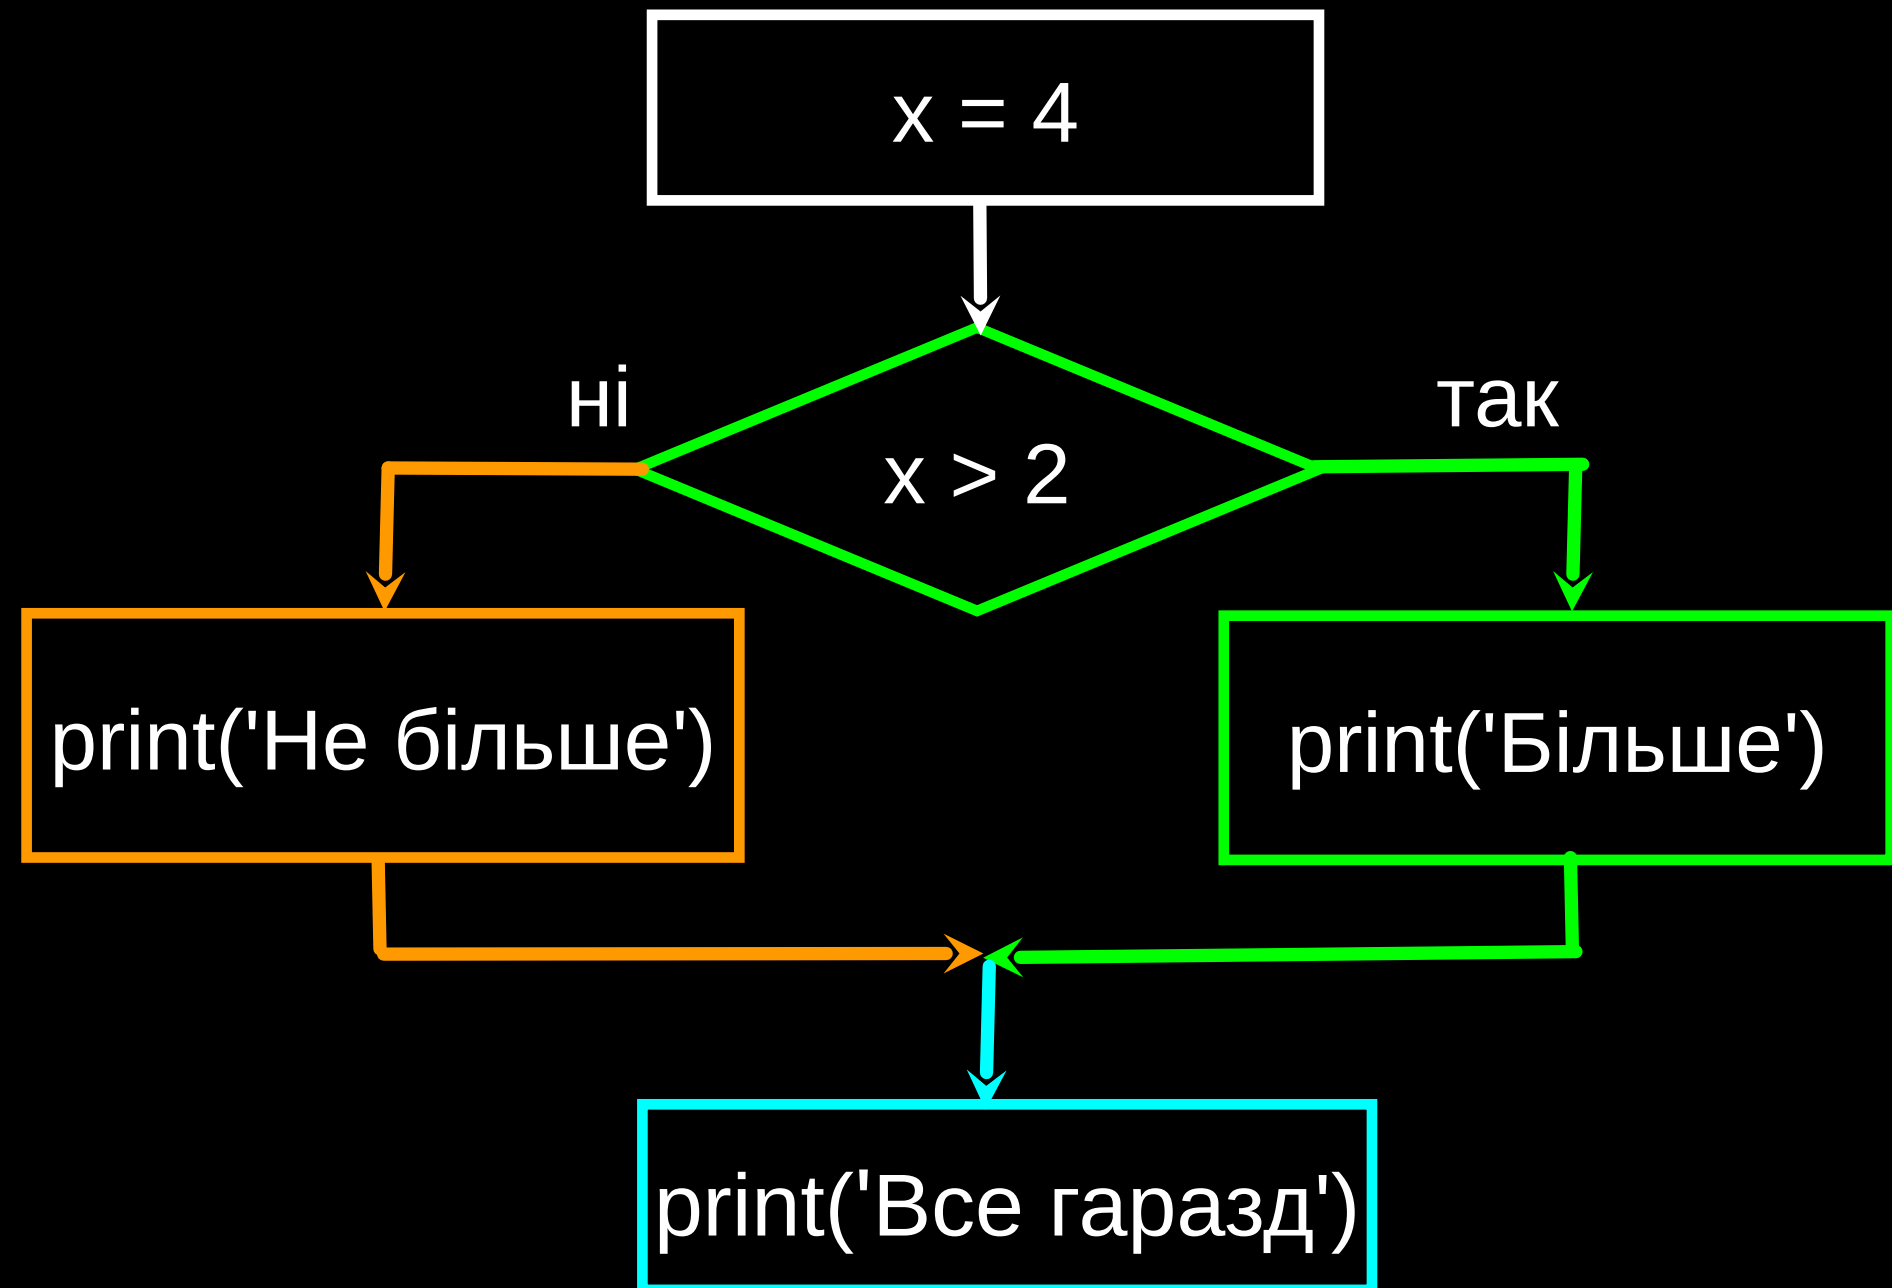 x = 4
ні
так
x > 2
print('Не більше')
print('Більше')
print('Все гаразд')